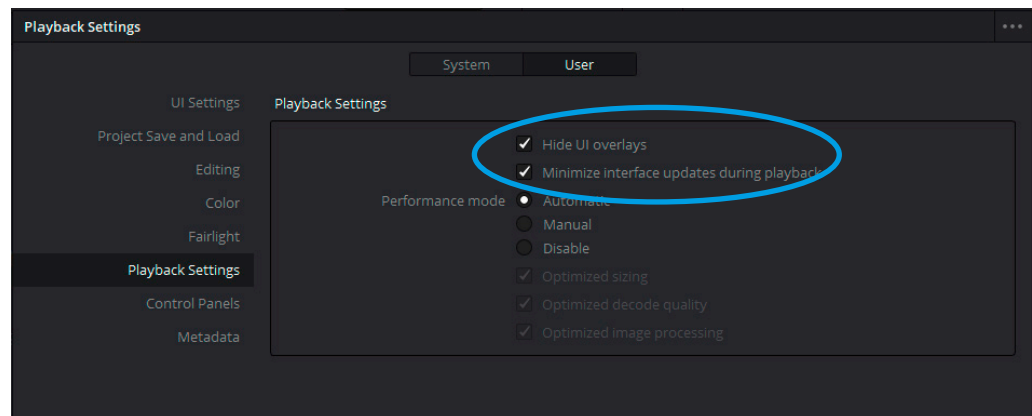 Playback Settings
System User
UI Settings
Project Save and Load
Editing
Color
Fairlight
Playback Settings
Control Panels
Metadata
Playback Settings
Hide UI overlays
Minimize interface updates during playback
Performance mode Automatic
Manual
Disable
Optimized sizing
Optimized decode quality
Optimized image processing